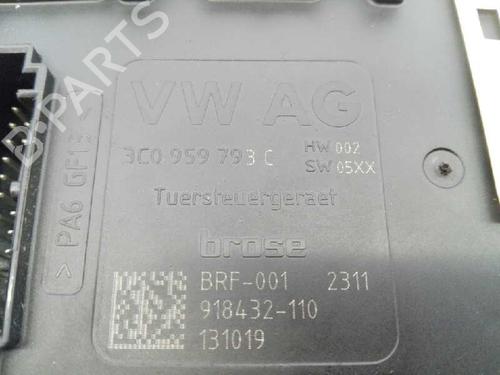 VW AG
3C0 959 793 C
HW 002
SW 05XX
Tuersteuergeraet
brose
BRF-001 2311
918432-110
131019
> PA6 GF1
B-PARTS